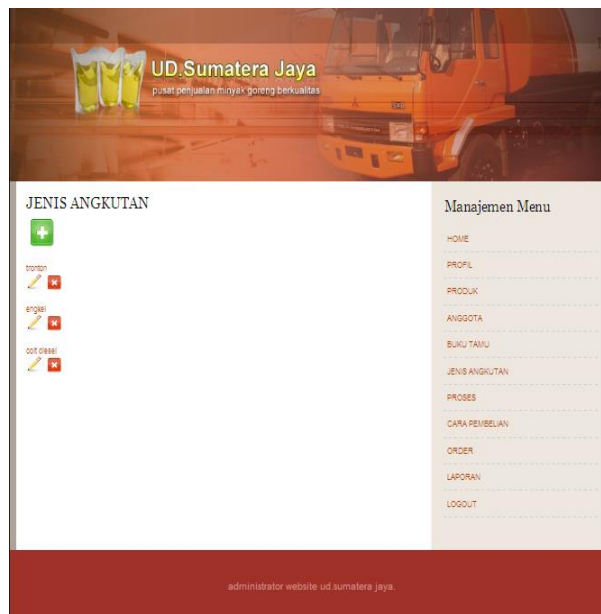 UD.Sumatera Jaya
pusat penjualan minyak goreng berkualitas
JENIS ANGKUTAN
tronton
engkel
colt diesel
Manajemen Menu
HOME
PROFIL
PRODUK
ANGGOTA
BUKU TAMU
JENIS ANGKUTAN
PROSES
CARA PEMBELIAN
ORDER
LAPORAN
LOGOUT
administrator website ud.sumatera jaya.